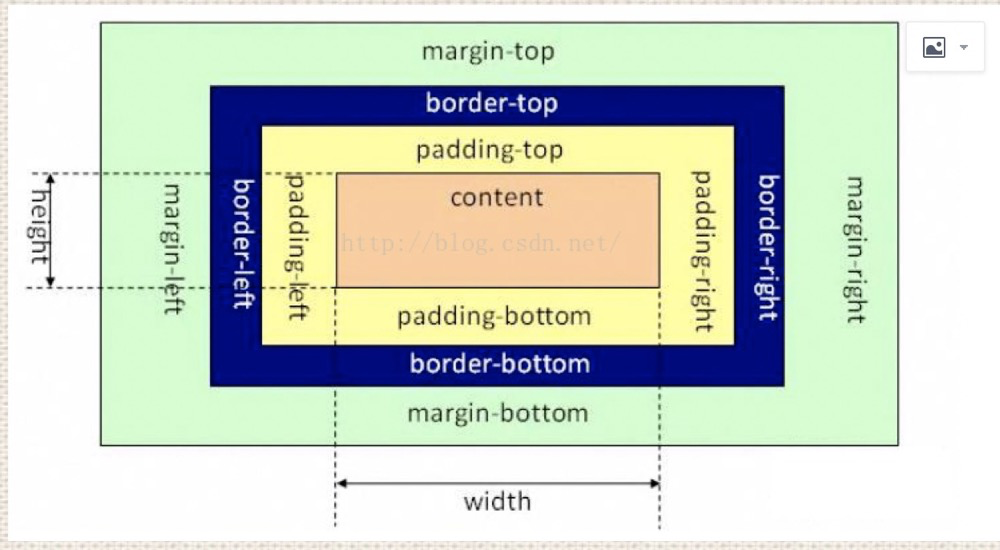 margin-top
border-top
padding-top
content
http://blog.csdn.net/
height
margin-left
border-left
padding-left
padding-right
border-right
margin-right
padding-bottom
border-bottom
margin-bottom
width